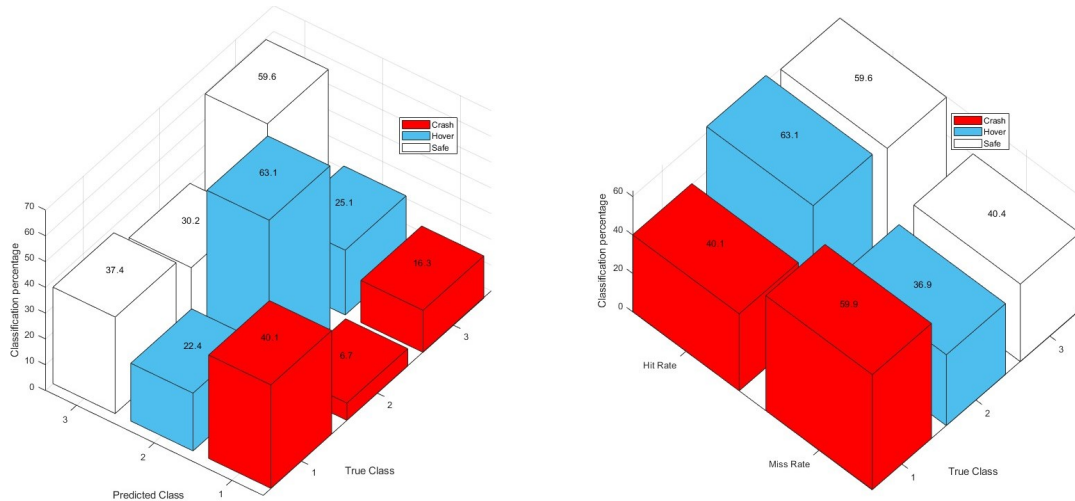 59.6
Crash
Hover
Safe
63.1
25.1
30.2
16.3
37.4
40.1
6.7
22.4
70
60
50
40
30
20
10
0
Classification percentage
3
2
1
Predicted Class
1
2
3
True Class
59.6
Crash
Hover
Safe
63.1
40.4
40.1
36.9
59.9
60
40
20
0
Classification percentage
Hit Rate
Miss Rate
1
2
3
True Class